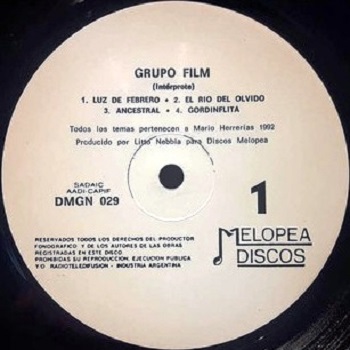 GRUPO FILM
(Intérprete)
1. LUZ DE FEBRERO • 2. EL RIO DEL OLVIDO
3. ANCESTRAL • 4. GORDINFLITA
Todos los temas pertenecen a Mario Herrerías 1992
Producido por Litto Nebbia para Discos Melopea
SADAIC
AADI-CAPIF
DMGN 029
1
MELOPEA
DISCOS
RESERVADOS TODOS LOS DERECHOS DEL PRODUCTOR
FONOGRAFICO Y DE LOS AUTORES DE LAS OBRAS
REGISTRADAS EN ESTE DISCO
PROHIBIDAS SU REPRODUCCION, EJECUCION PUBLICA
Y/O RADIOTELEDIFUSION - INDUSTRIA ARGENTINA